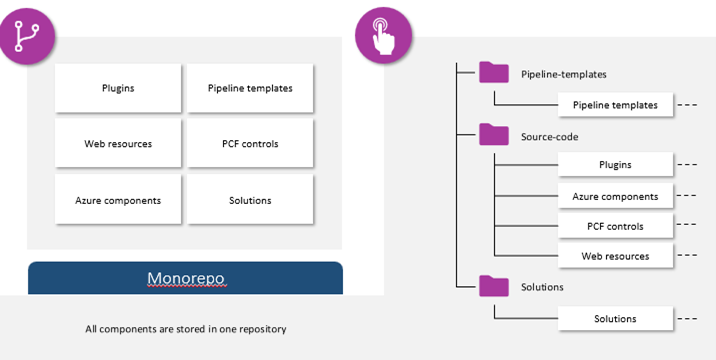 Plugins
Pipeline templates
Web resources
PCF controls
Azure components
Solutions
Monorepo
All components are stored in one repository
Pipeline-templates
Pipeline templates
Source-code
Plugins
Azure components
PCF controls
Web resources
Solutions
Solutions